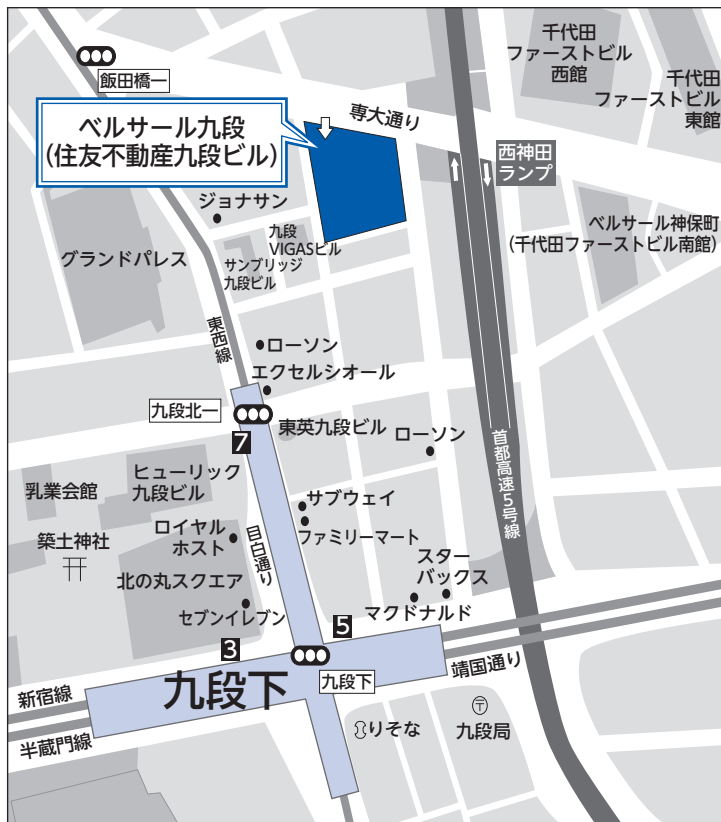 千代田
ファーストビル
西館
千代田
ファーストビル
東館
飯田橋一
専大通り
ベルサール九段
(住友不動産九段ビル)
西神田
ランプ
ジョナサン
九段
VIGASビル
サンブリッジ
九段ビル
グランドパレス
ベルサール神保町
(千代田ファーストビル南館)
東西線
ローソン
エクセルシオール
九段北一
東英九段ビル
ローソン
7
首都高速5号線
ヒューリック
九段ビル
乳業会館
サブウェイ
ファミリーマート
目白通り
ロイヤル
ホスト
築土神社
スター
バックス
北の丸スクエア
セブンイレブン
マクドナルド
5
3
九段下
九段下
靖国通り
新宿線
半蔵門線
りそな
〒
九段局